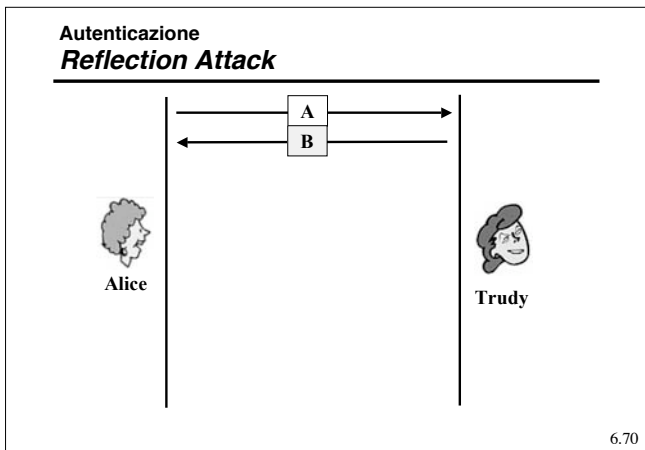 Autenticazione
Reflection Attack
A
B
Alice
Trudy
6.70